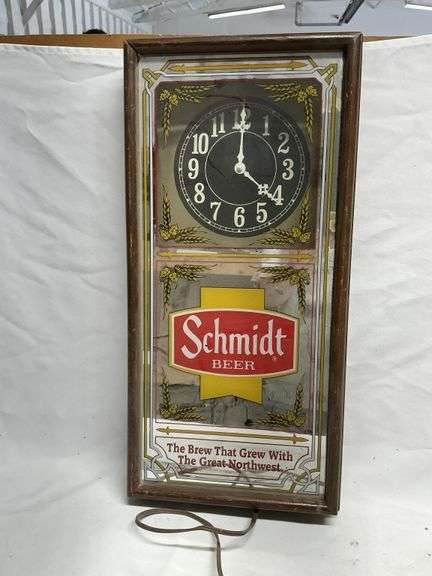 11 12 1
10 2
9 3
8 4
7 6 5
Schmidt
BEER
®
The Brew That Grew With
The Great Northwest